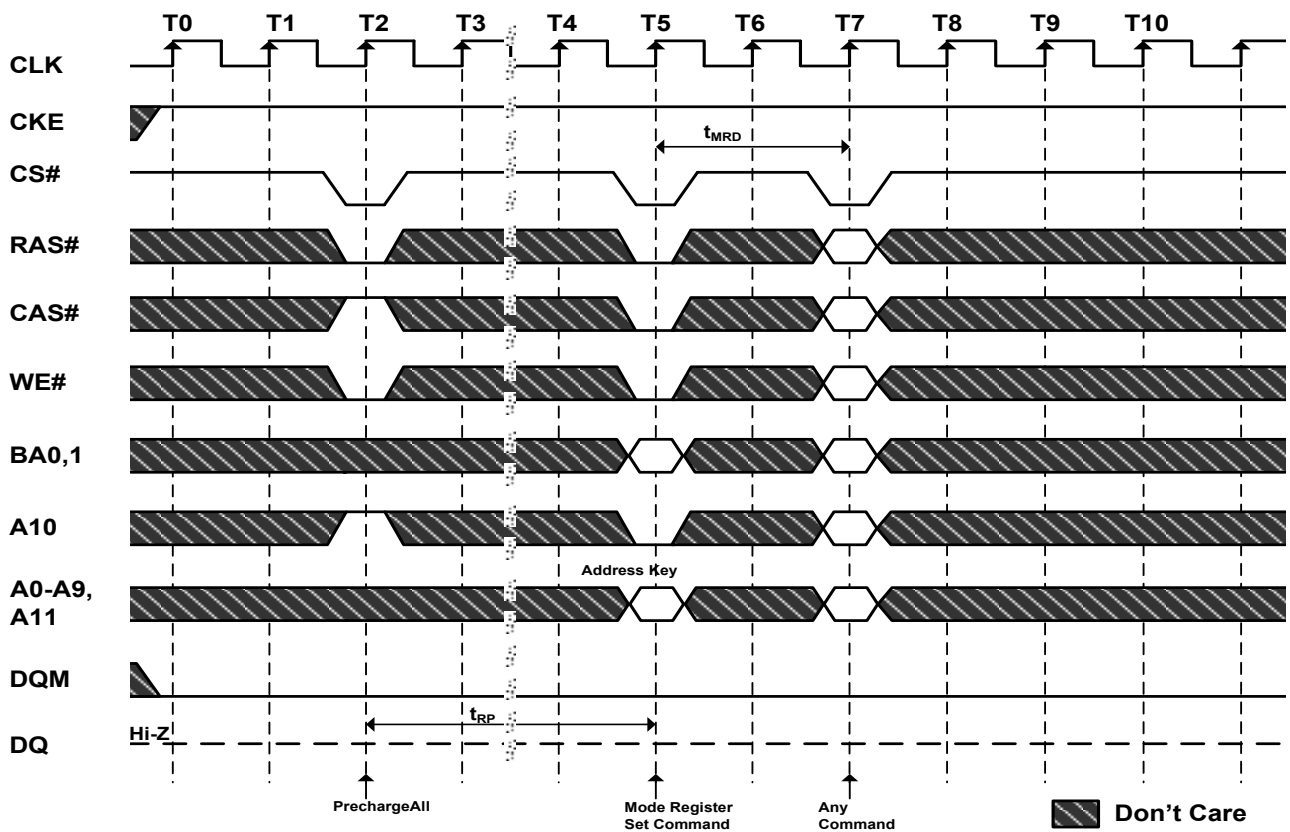 T0 T1 T2 T3 T4 T5 T6 T7 T8 T9 T10
CLK
CKE
tMRD
CS#
RAS#
CAS#
WE#
BA0,1
A10
Address Key
A0-A9,
A11
DQM
tRP
Hi-Z
DQ
PrechargeAll
Mode Register
Set Command
Any
Command
Don't Care